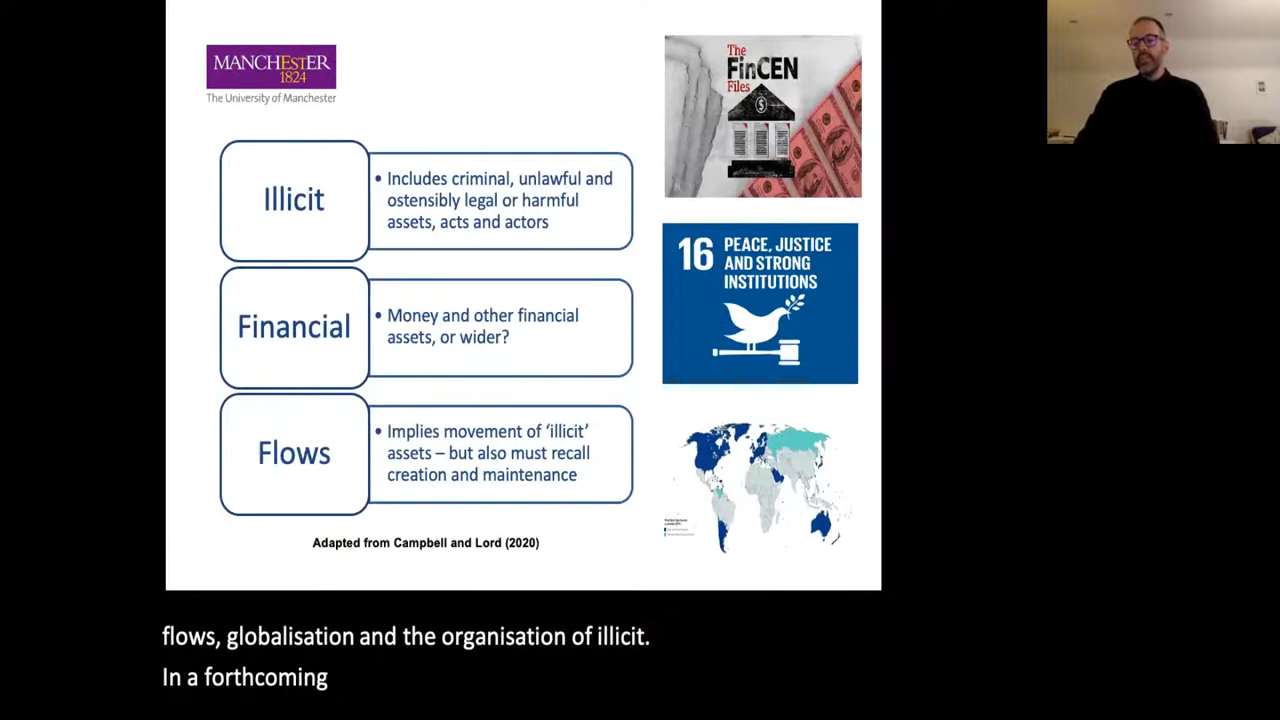 MANCHESTER
1824
The University of Manchester
Illicit
• Includes criminal, unlawful and
ostensibly legal or harmful
assets, acts and actors
Financial
• Money and other financial
assets, or wider?
Flows
• Implies movement of ‘illicit’
assets – but also must recall
creation and maintenance
Adapted from Campbell and Lord (2020)
The
FinCEN
Files
16 PEACE, JUSTICE
AND STRONG
INSTITUTIONS
flows, globalisation and the organisation of illicit.
In a forthcoming